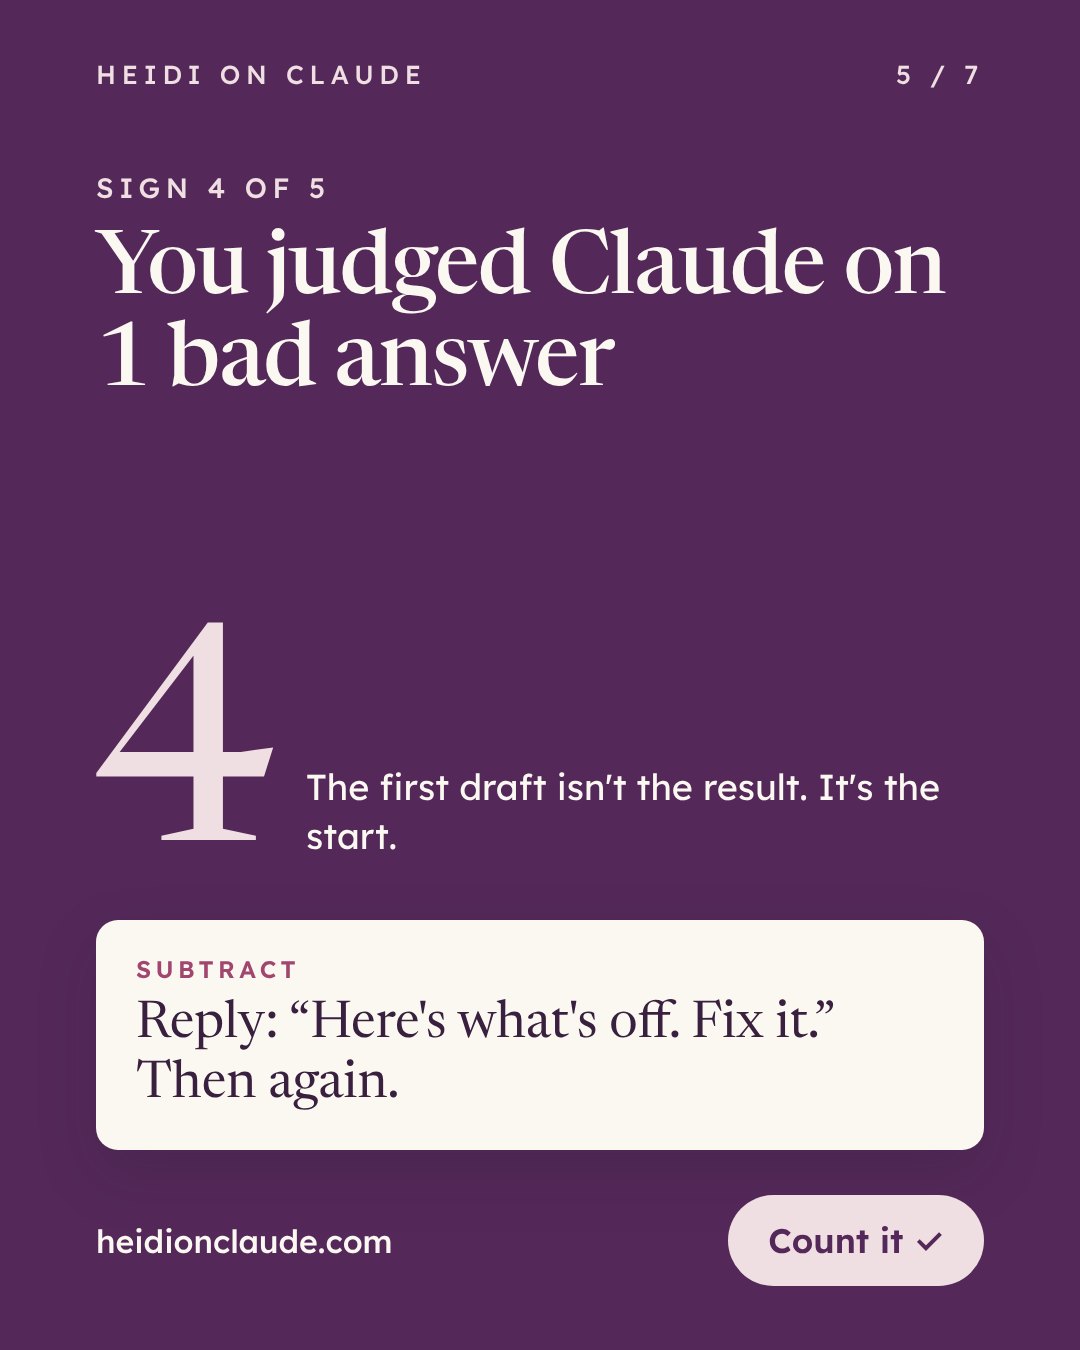 HEIDI ON CLAUDE
5 / 7
SIGN 4 OF 5
You judged Claude on
1 bad answer
4
The first draft isn't the result. It's the
start.
SUBTRACT
Reply: “Here's what's off. Fix it.”
Then again.
heidionclaude.com
Count it ✓